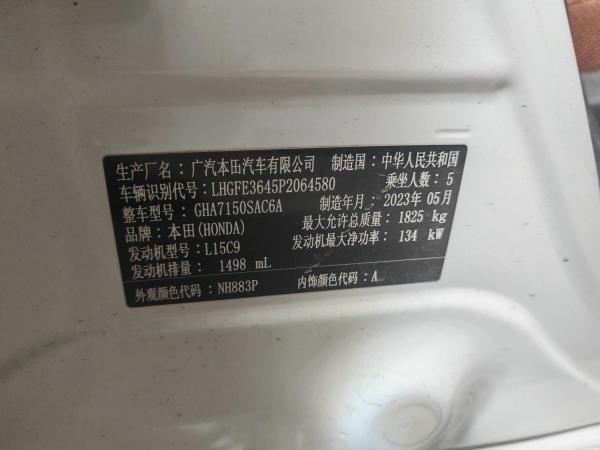 生产厂名：广汽本田汽车有限公司 制造国：中华人民共和国
车辆识别代号：LHGFE3645P2064580 乘坐人数：5
整车型号：GHA7150SAC6A 制造年月：2023年05月
品牌：本田(HONDA) 最大允许总质量：1825 kg
发动机型号：L15C9 发动机最大净功率：134 kW
发动机排量：1498 mL
外观颜色代码：NH883P 内饰颜色代码：A